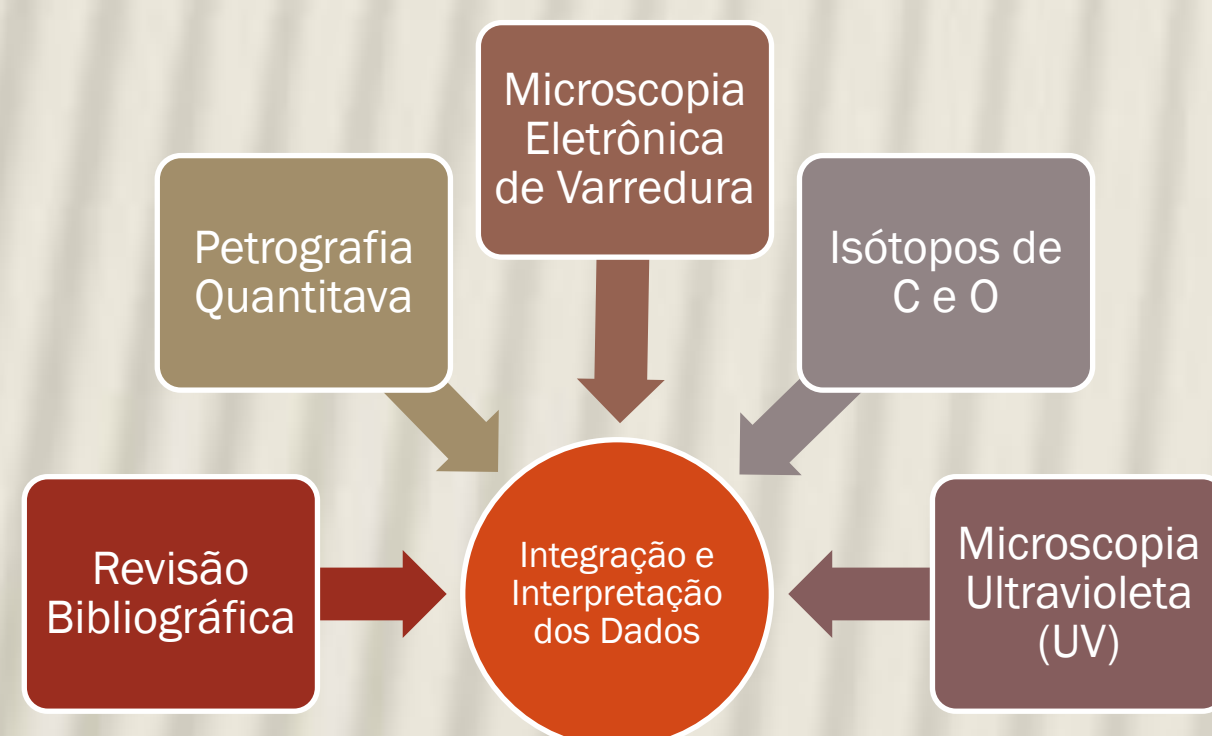 Microscopia
Eletrônica
de Varredura
Petrografia
Quantitava
Isótopos de
C e O
Revisão
Bibliográfica
Integração e
Interpretação
dos Dados
Microscopia
Ultravioleta
(UV)